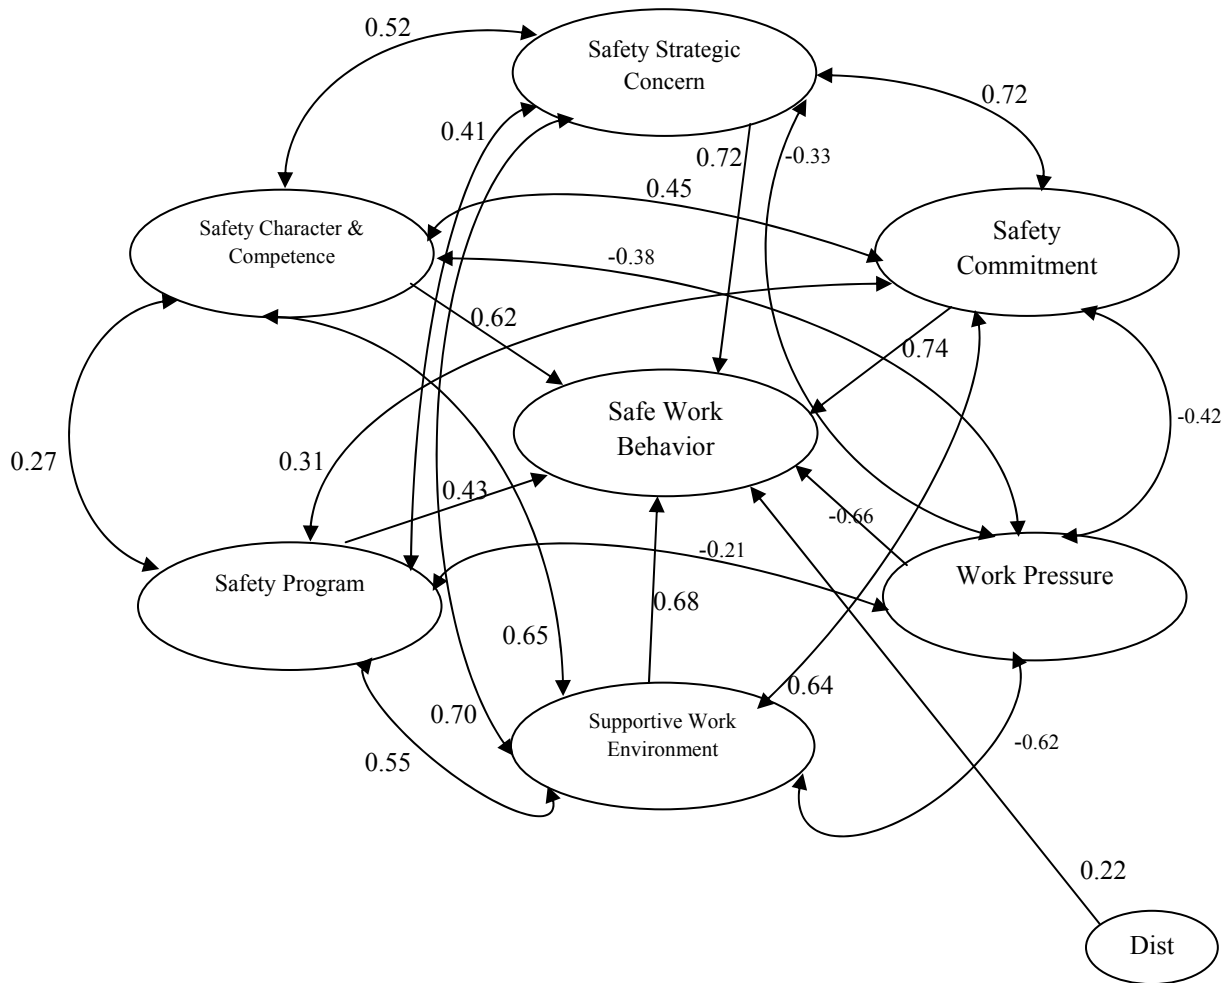 0.52
Safety Strategic
Concern
0.72
0.41
0.72
-0.33
0.45
Safety Character &
Competence
Safety
Commitment
-0.38
0.62
0.74
Safe Work
Behavior
-0.42
0.27
0.31
0.43
-0.66
-0.21
Safety Program
Work Pressure
0.68
0.65
0.64
0.70
Supportive Work
Environment
-0.62
0.55
0.22
Dist